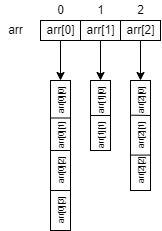 0 1 2
arr arr[0] arr[1] arr[2]
arr[0][0] arr[1][0] arr[2][0]
arr[0][1] arr[1][1] arr[2][1]
arr[0][2] arr[2][2]
arr[0][3]